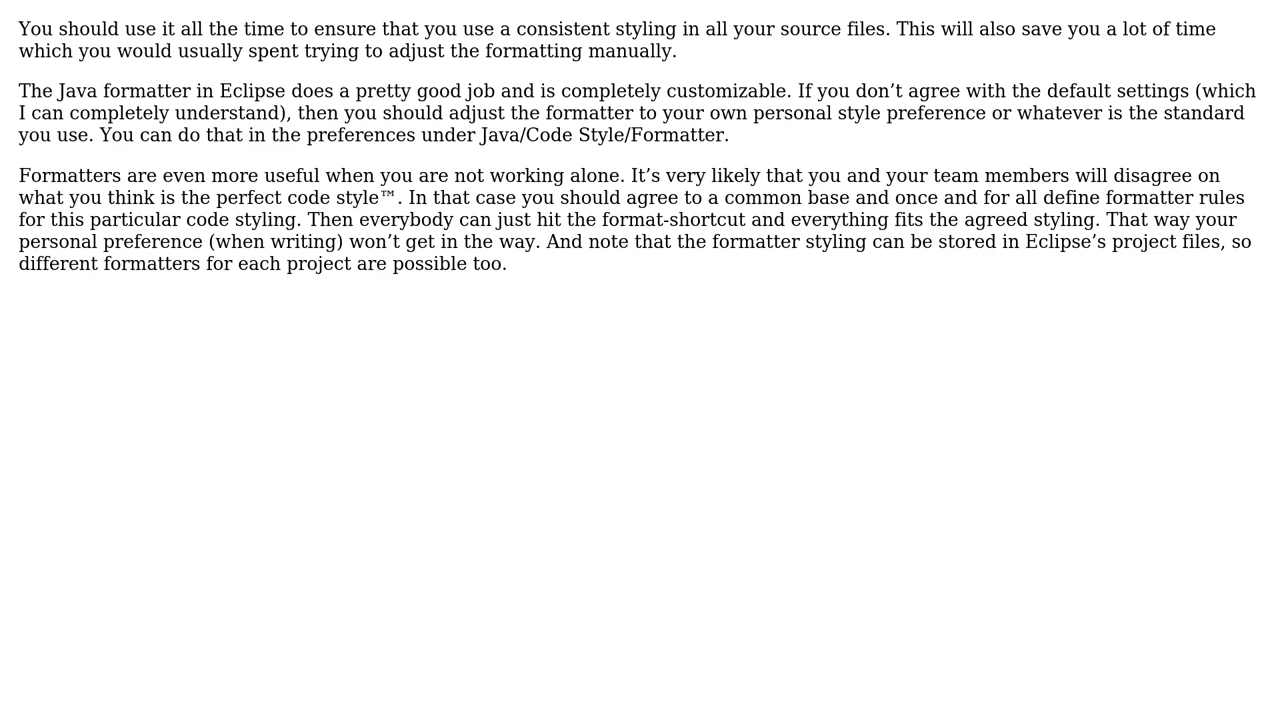 You should use it all the time to ensure that you use a consistent styling in all your source files. This will also save you a lot of time
which you would usually spent trying to adjust the formatting manually.
The Java formatter in Eclipse does a pretty good job and is completely customizable. If you don’t agree with the default settings (which
I can completely understand), then you should adjust the formatter to your own personal style preference or whatever is the standard
you use. You can do that in the preferences under Java/Code Style/Formatter.
Formatters are even more useful when you are not working alone. It’s very likely that you and your team members will disagree on
what you think is the perfect code style™. In that case you should agree to a common base and once and for all define formatter rules
for this particular code styling. Then everybody can just hit the format-shortcut and everything fits the agreed styling. That way your
personal preference (when writing) won’t get in the way. And note that the formatter styling can be stored in Eclipse’s project files, so
different formatters for each project are possible too.